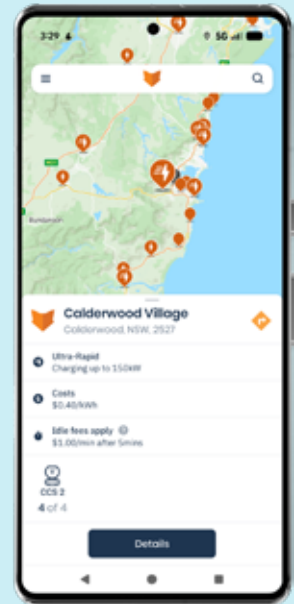 3:29
5G
Calderwood Village
Calderwood, NSW, 2527
Ultra-Rapid
Charging up to 150kW
Costs
$0.40/kWh
Idle fees apply
$1.00/min after 5mins
CCS 2
4 of 4
Details